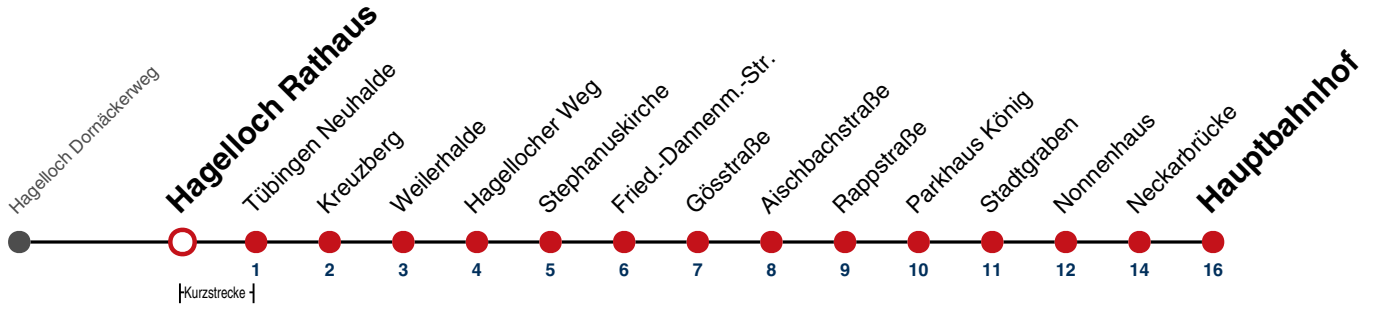 Hagelloch Dornäckerweg
Hagelloch Rathaus
Tübingen Neuhalde
Kreuzberg
Weilerhalde
Hagellocher Weg
Stephanuskirche
Fried.-Dannenm.-Str.
Gösstraße
Aischbachstraße
Rappstraße
Parkhaus König
Stadtgraben
Nonnenhaus
Neckarbrücke
Hauptbahnhof
1 2 3 4 5 6 7 8 9 10 11 12 14 16
Kurzstrecke